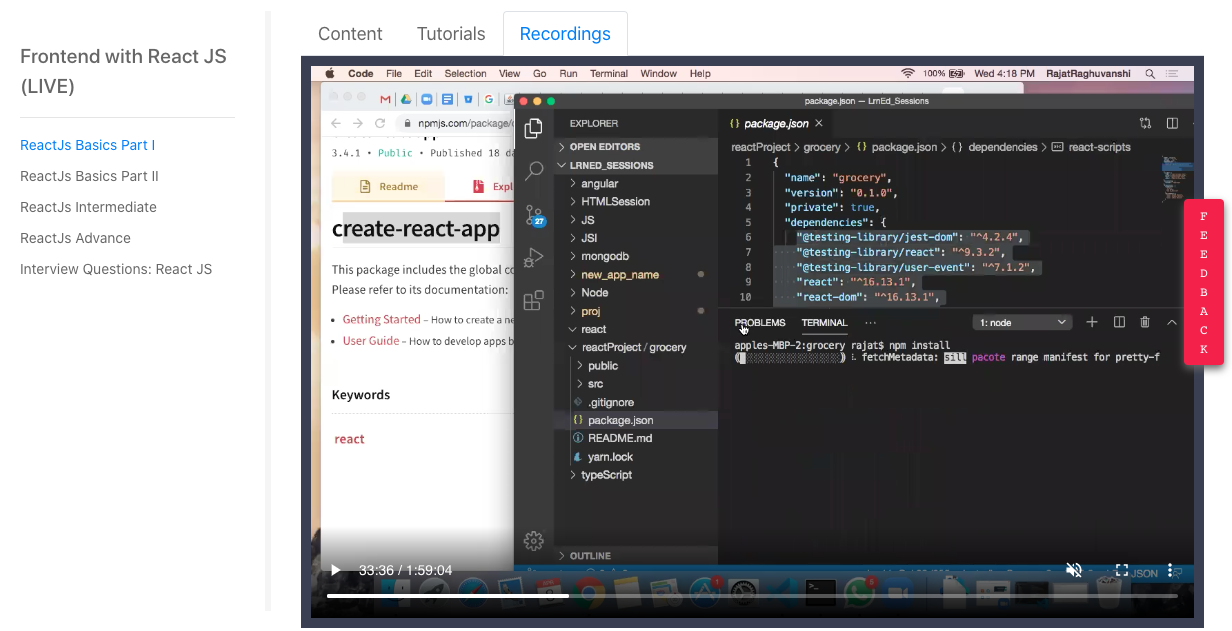 Content Tutorials Recordings
Frontend with React JS
(LIVE)
ReactJs Basics Part I
ReactJs Basics Part II
ReactJs Intermediate
ReactJs Advance
Interview Questions: React JS
Code File Edit Selection View Go Run Terminal Window Help 100% Wed 4:18 PM RajatRaghuvanshi
npmjs.com/package/
3.4.1 • Public • Published 18
Readme
create-react-app
This package includes the global
Please refer to its documentation:
• Getting Started – How to create a
• User Guide – How to develop apps
Keywords
react
package.json — LrnEd_Sessions
EXPLORER
OPEN EDITORS
LRNED_SESSIONS
angular
HTMLSession
JS
JSI
mongodb
new_app_name
Node
proj
react
reactProject / grocery
public
src
.gitignore
{} package.json
README.md
yarn.lock
typeScript
OUTLINE
27
{} package.json ×
reactProject > grocery > {} package.json > {} dependencies > react-scripts
1 {
2 "name": "grocery",
3 "version": "0.1.0",
4 "private": true,
5 "dependencies": {
6 "@testing-library/jest-dom": "^4.2.4",
7 "@testing-library/react": "^9.3.2",
8 "@testing-library/user-event": "^7.1.2",
9 "react": "^16.13.1",
10 "react-dom": "^16.13.1",
PROBLEMS TERMINAL ··· 1: node
apples-MBP-2:grocery rajat$ npm install
fetchMetadata: sill pacote range manifest for pretty-f
33:36 / 1:59:04
JSON
F
E
E
D
B
A
C
K